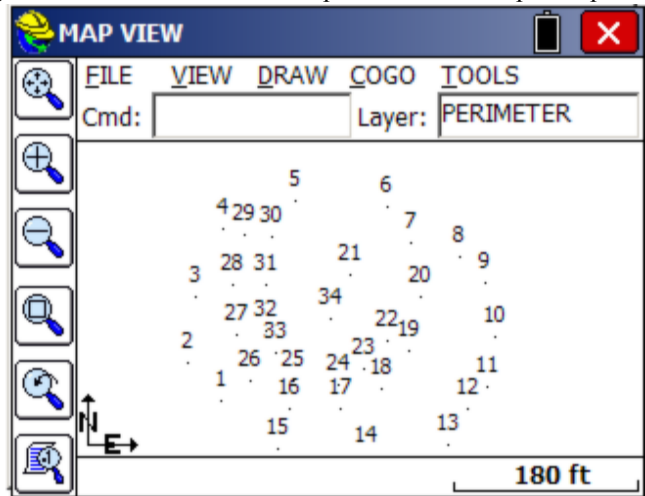 MAP VIEW
FILE VIEW DRAW COGO TOOLS
Cmd: Layer: PERIMETER
5 6
4 29 30 7
8
21 9
28 31
3 20
34
27 32 22 10
33 19
2 23
26 25 24 18 11
1 16 17 12
15 14 13
N
E
180 ft